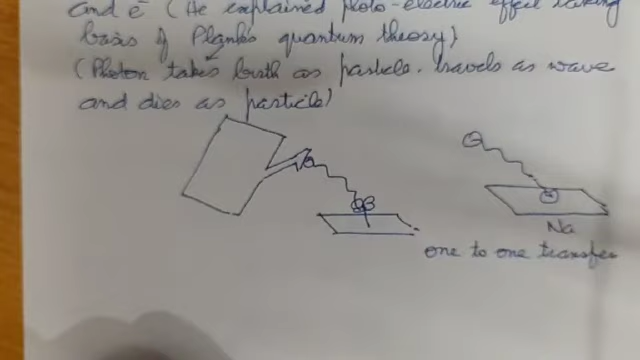 and e⁻ (He explained photo-electric effect taking
basis of Plank's quantum theory)
(Photon takes birth as particle. travels as wave
and dies as particle)
Na
one to one transfer